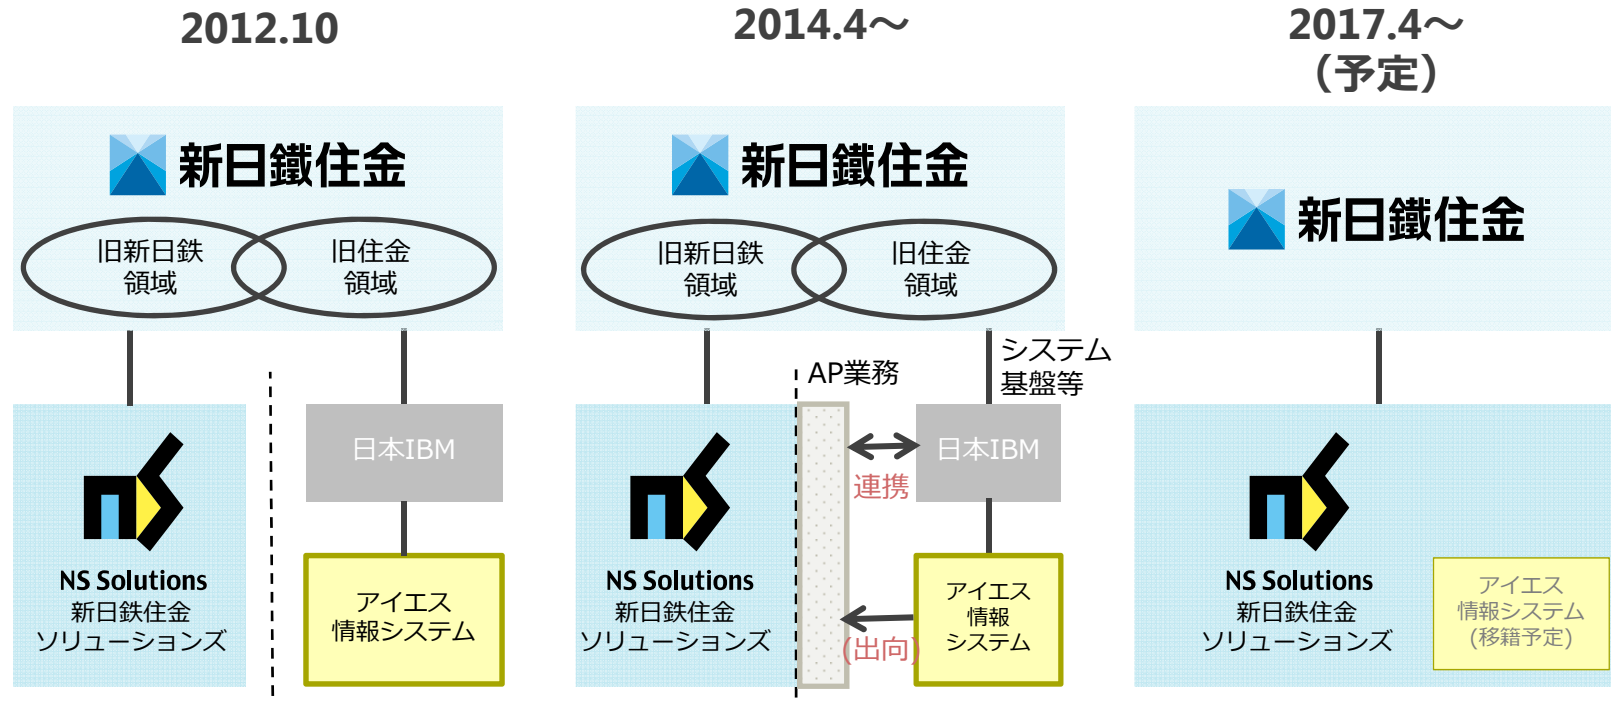 2012.10
新日鐵住金
旧新日鉄
領域
旧住金
領域
日本IBM
NS Solutions
新日鉄住金
ソリューションズ
アイエス
情報システム
2014.4～
新日鐵住金
旧新日鉄
領域
旧住金
領域
システム
基盤等
AP業務
日本IBM
連携
NS Solutions
新日鉄住金
ソリューションズ
アイエス
情報
システム
(出向)
2017.4～
(予定)
新日鐵住金
NS Solutions
新日鉄住金
ソリューションズ
アイエス
情報システム
(移籍予定)